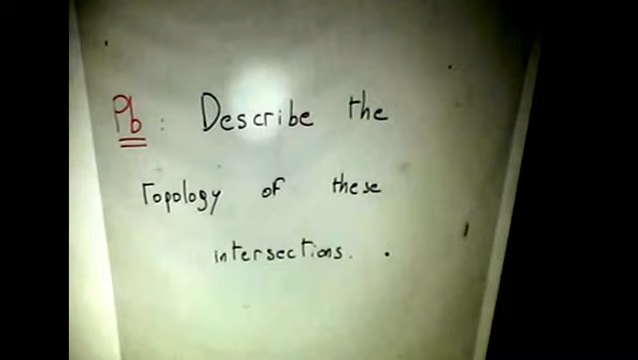 Pb : Describe the
Topology of these
intersections.